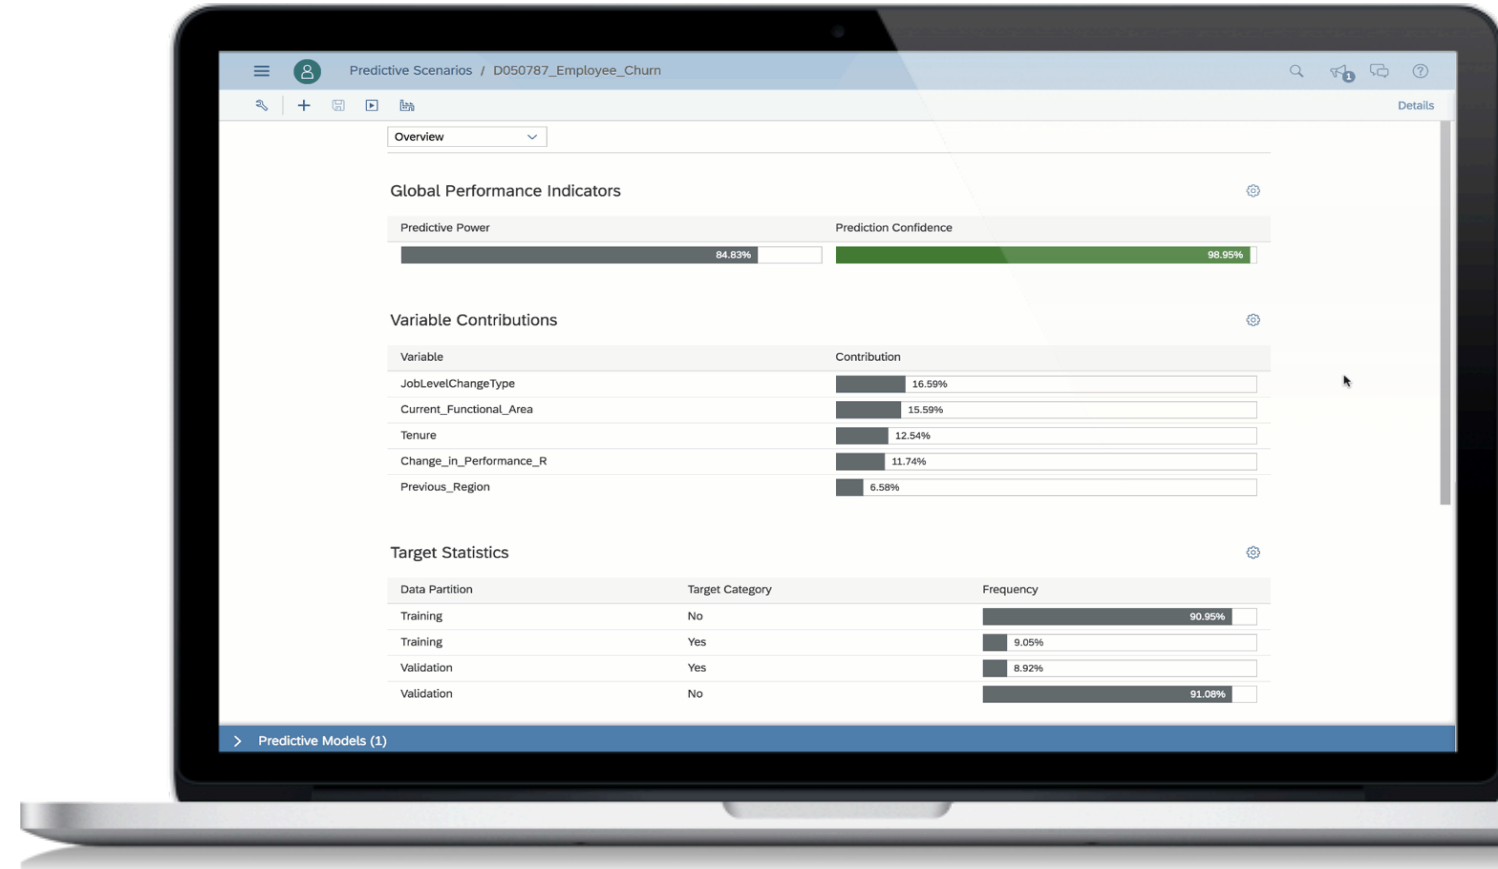 Predictive Scenarios / D050787_Employee_Churn
1
Details
Overview
Global Performance Indicators
Predictive Power Prediction Confidence
84.83% 98.95%
Variable Contributions
Variable Contribution
JobLevelChangeType 16.59%
Current_Functional_Area 15.59%
Tenure 12.54%
Change_in_Performance_R 11.74%
Previous_Region 6.58%
Target Statistics
Data Partition Target Category Frequency
Training No 90.95%
Training Yes 9.05%
Validation Yes 8.92%
Validation No 91.08%
Predictive Models (1)